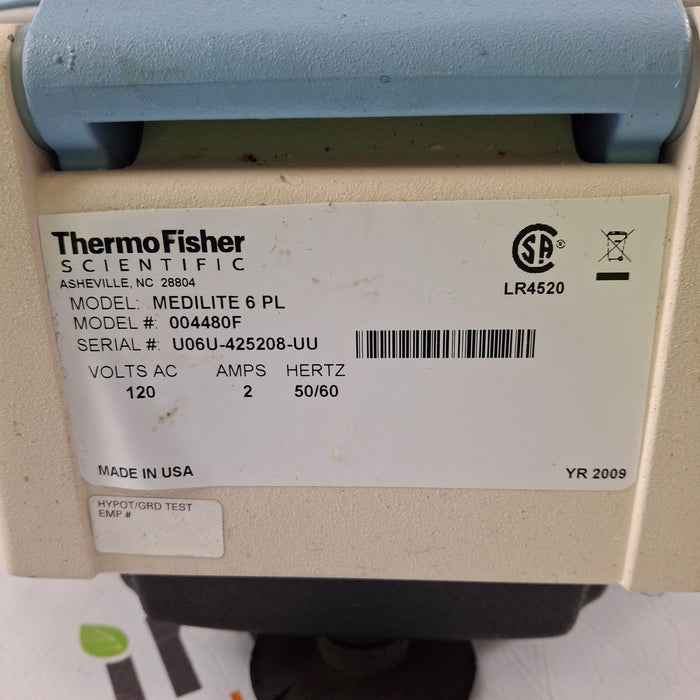 ThermoFisher
SCIENTIFIC
ASHEVILLE, NC 28804
MODEL: MEDILITE 6 PL
MODEL #: 004480F
SERIAL #: U06U-425208-UU
VOLTS AC AMPS HERTZ
120 2 50/60
SA
LR4520
MADE IN USA
YR 2009
HYPOT/GRD TEST
EMP.#